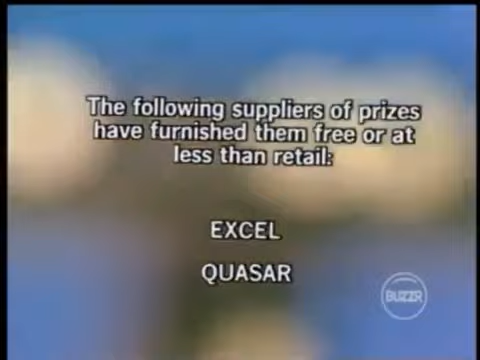 The following suppliers of prizes
have furnished them free or at
less than retail:
EXCEL
QUASAR
BUZZR